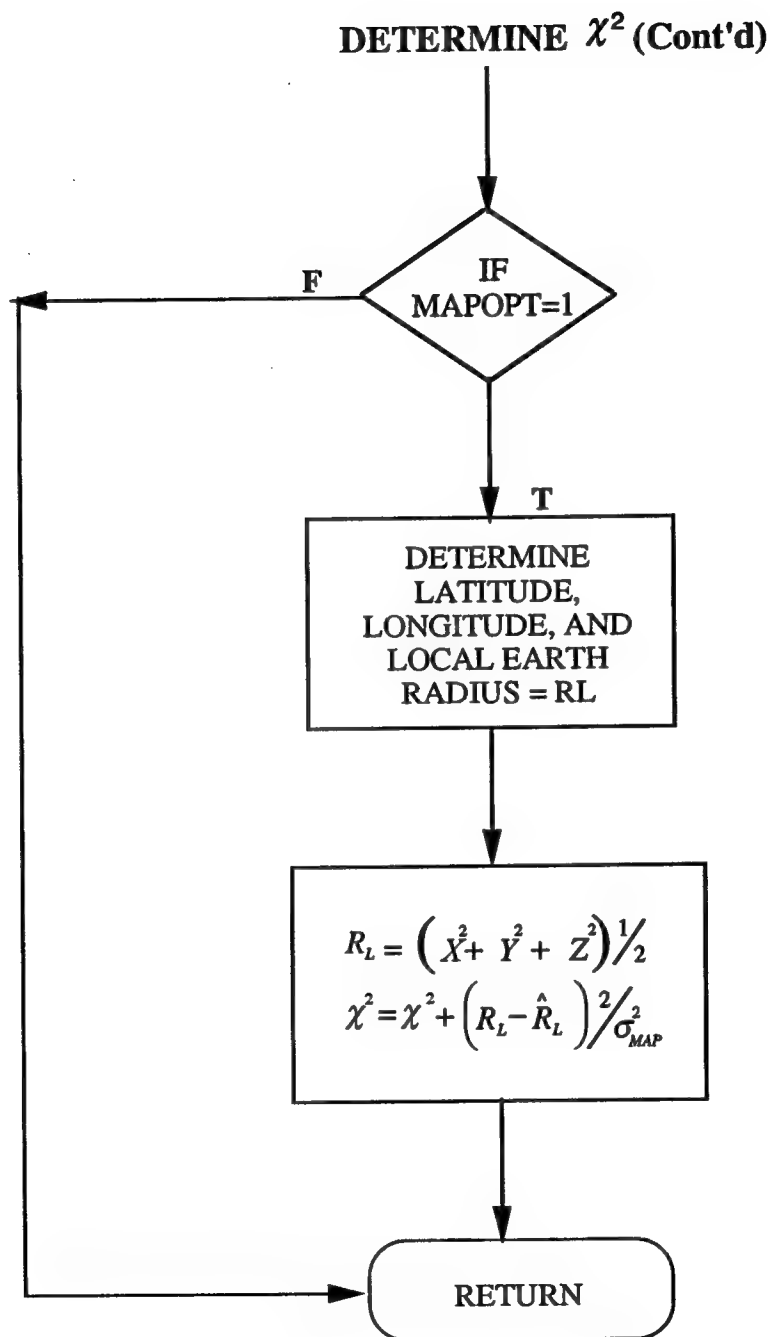 DETERMINE χ² (Cont'd)
IF
MAPOPT=1
F
T
DETERMINE
LATITUDE,
LONGITUDE, AND
LOCAL EARTH
RADIUS = RL
R_L = (X² + Y² + Z²)^1/2
χ² = χ² + (R_L − R̂_L)²/σ²_MAP
RETURN